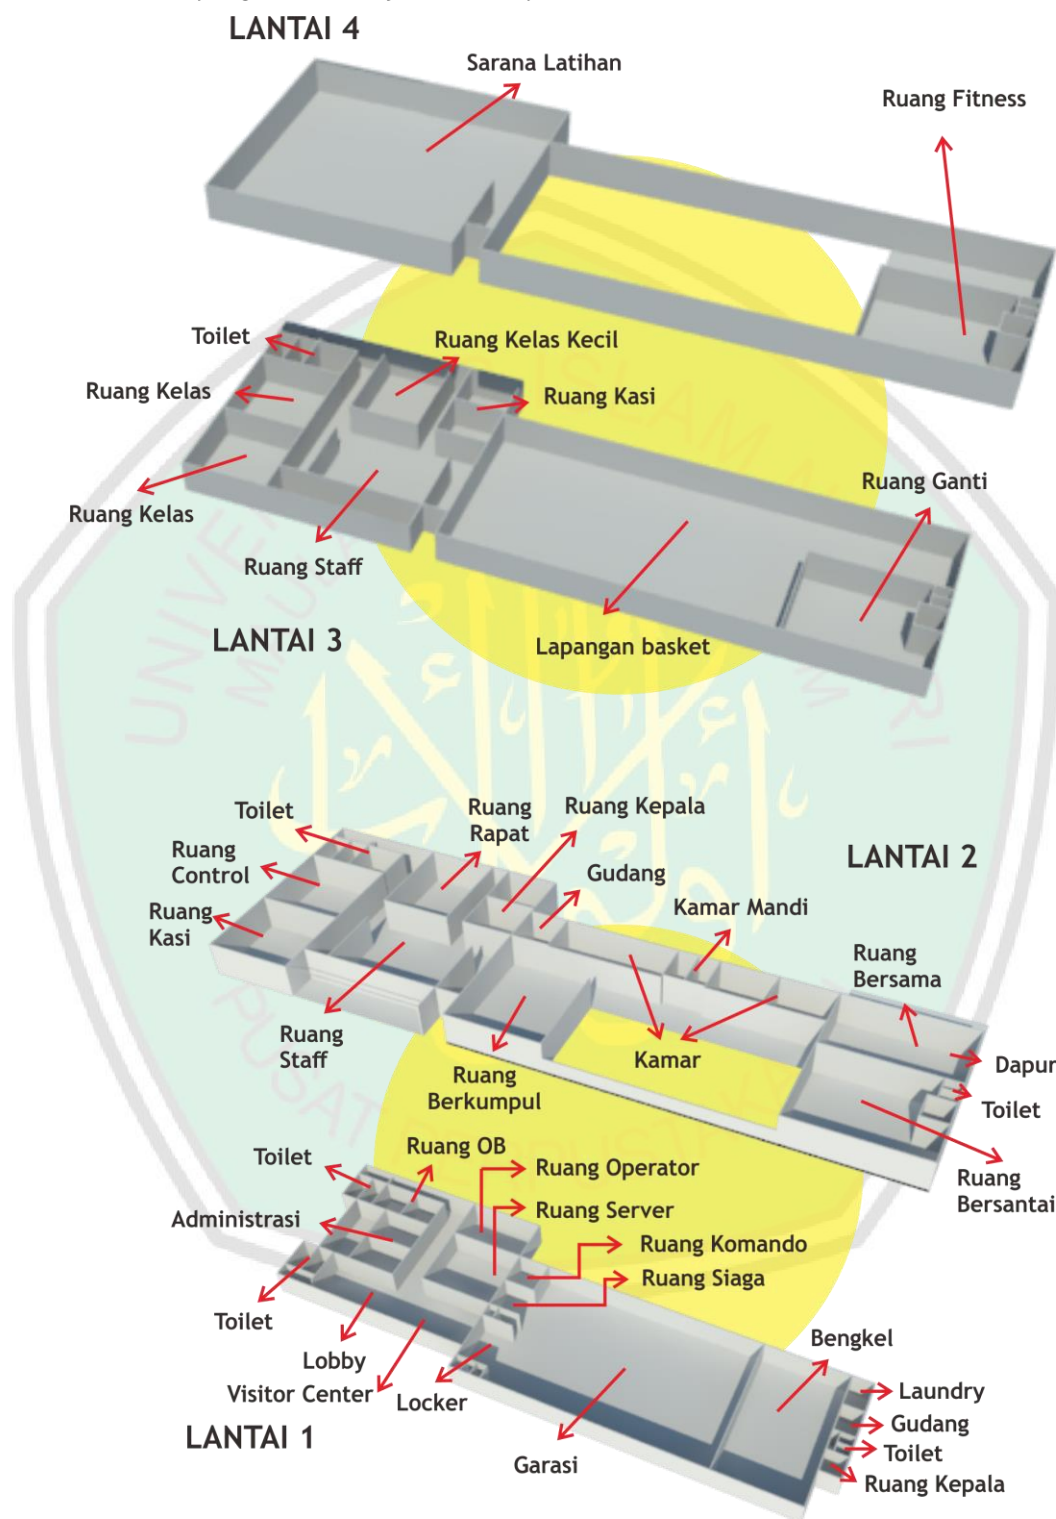 LANTAI 4
Sarana Latihan
Ruang Fitness
Toilet
Ruang Kelas Kecil
Ruang Kelas
Ruang Kasi
Ruang Ganti
Ruang Kelas
Ruang Staff
LANTAI 3
Lapangan basket
Toilet
Ruang
Rapat
Ruang Kepala
Ruang
Control
Gudang
LANTAI 2
Ruang
Kasi
Kamar Mandi
Ruang
Bersama
Ruang
Staff
Ruang
Berkumpul
Kamar
Dapur
Toilet
Ruang
Bersantai
Toilet
Ruang OB
Ruang Operator
Administrasi
Ruang Server
Ruang Komando
Ruang Siaga
Toilet
Lobby
Visitor Center
Locker
Bengkel
Laundry
Gudang
Toilet
Ruang Kepala
LANTAI 1
Garasi